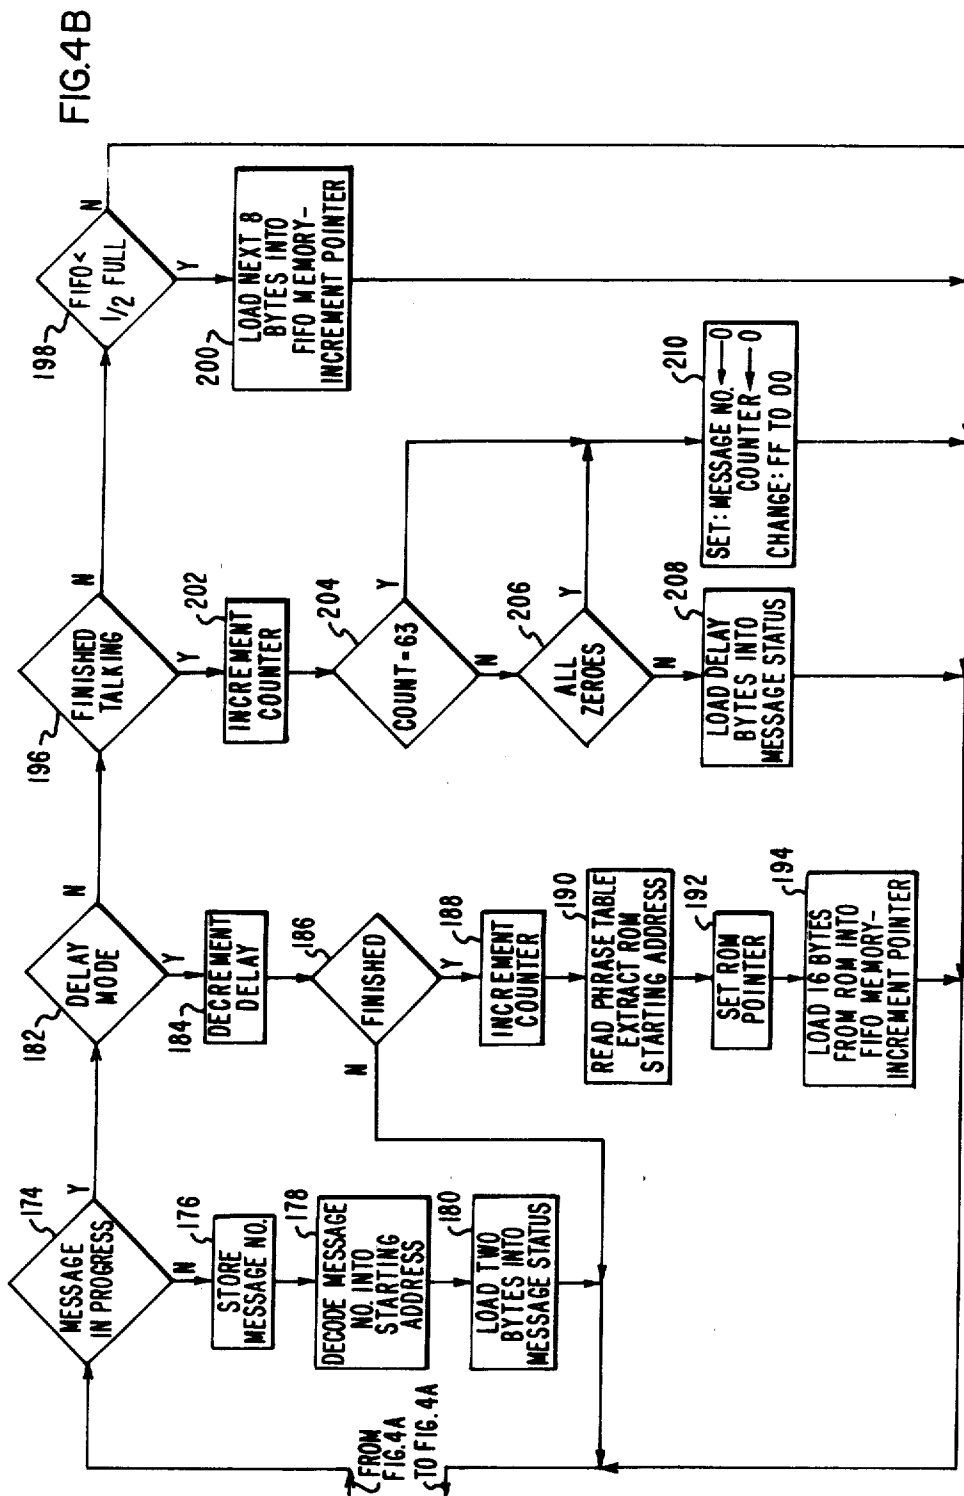 FIG.4B
174
MESSAGE
IN PROGRESS
Y
N
176
STORE
MESSAGE NO.
178
DECODE MESSAGE
NO. INTO
STARTING
ADDRESS
180
LOAD TWO
BYTES INTO
MESSAGE STATUS
FROM
FIG.4A
TO FIG. 4A
182
DELAY
MODE
N
Y
184
DECREMENT
DELAY
186
FINISHED
N
Y
188
INCREMENT
COUNTER
190
READ PHRASE TABLE
EXTRACT ROM
STARTING ADDRESS
192
SET ROM
POINTER
194
LOAD 16 BYTES
FROM ROM INTO
FIFO MEMORY-
INCREMENT POINTER
196
FINISHED
TALKING
N
Y
202
INCREMENT
COUNTER
204
COUNT=63
Y
N
206
ALL
ZEROES
Y
N
208
LOAD DELAY
BYTES INTO
MESSAGE STATUS
210
SET: MESSAGE NO. ← 0
COUNTER ← 0
CHANGE: FF TO 00
198
FIFO <
1/2 FULL
N
Y
200
LOAD NEXT 8
BYTES INTO
FIFO MEMORY-
INCREMENT POINTER